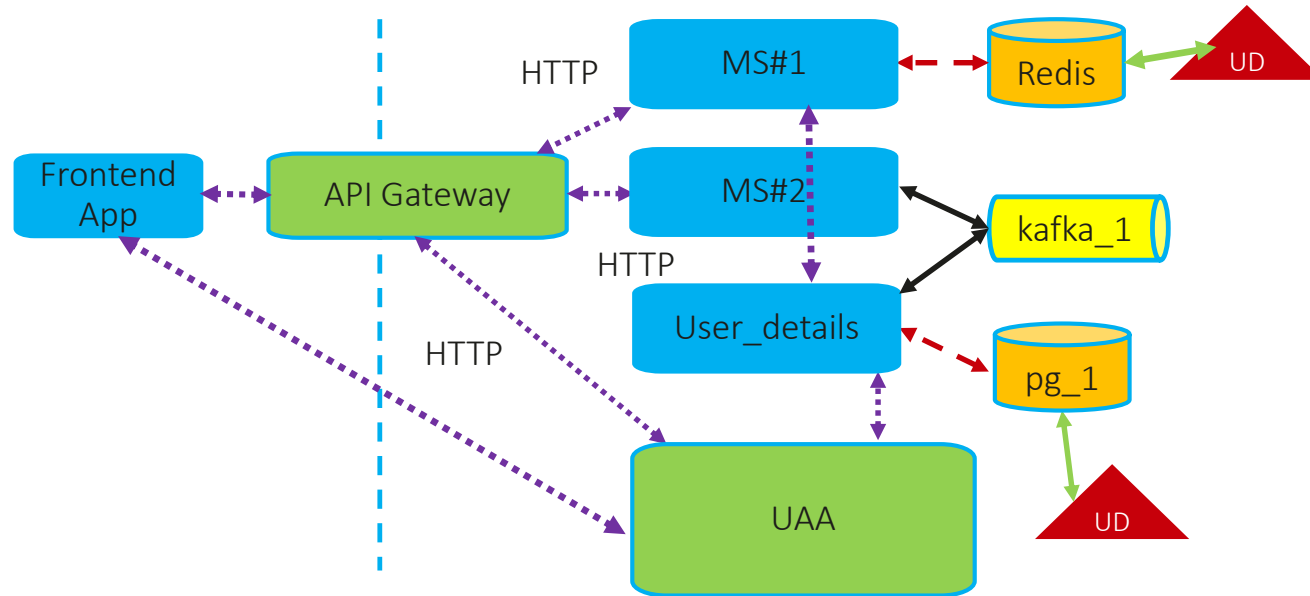 MS#1
Redis
UD
HTTP
Frontend
App
API Gateway
MS#2
kafka_1
HTTP
User_details
HTTP
pg_1
UAA
UD